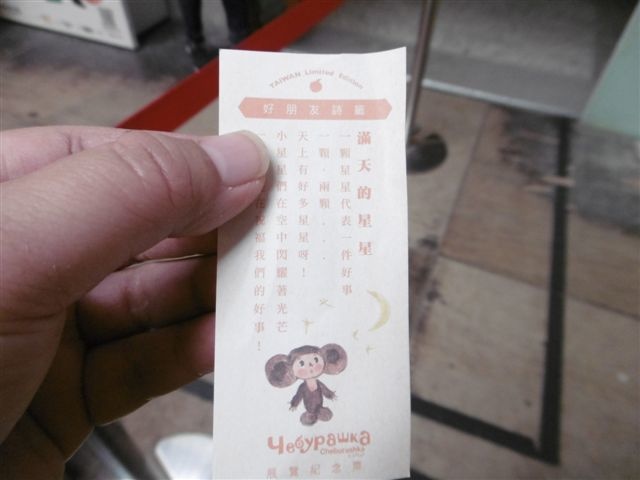 TAIWAN Limited Edition
好朋友詩籤
滿天的星星
一顆星星代表一件好事
一顆．兩顆．．．
天上有好多星星呀！
小星星們在空中閃耀著光芒
福我們的好事！
Чебурашка
Cheburashka
展覽紀念票